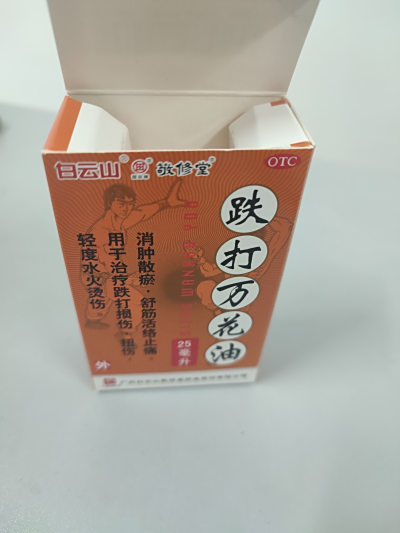 白云山 敬修堂
OTC
跌打万花油
消肿散瘀·舒筋活络止痛。
用于治疗跌打损伤,扭伤,
轻度水火烫伤。
25毫升
外